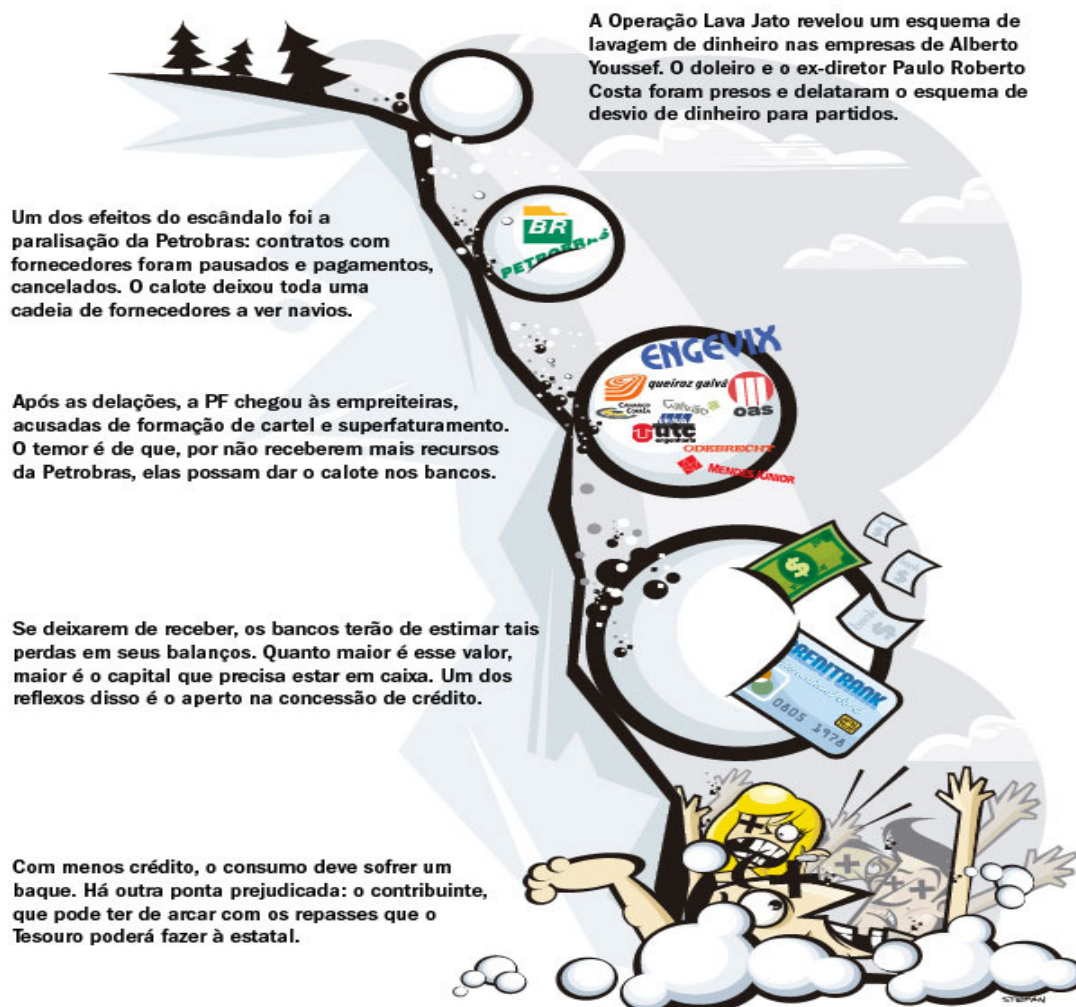 A Operação Lava Jato revelou um esquema de
lavagem de dinheiro nas empresas de Alberto
Youssef. O doleiro e o ex-diretor Paulo Roberto
Costa foram presos e delataram o esquema de
desvio de dinheiro para partidos.
BR
PETROBRAS
Um dos efeitos do escândalo foi a
paralisação da Petrobras: contratos com
fornecedores foram pausados e pagamentos,
cancelados. O calote deixou toda uma
cadeia de fornecedores a ver navios.
ENGEVIX
queiroz galvã
CAMARGO
CORRÊA
Galvão
oas
UTC
engenharia
ODEBRECHT
MENDES JÚNIOR
Após as delações, a PF chegou às empreiteiras,
acusadas de formação de cartel e superfaturamento.
O temor é de que, por não receberem mais recursos
da Petrobras, elas possam dar o calote nos bancos.
$
$
$
$
CREDITBANK
0605 1978
Se deixarem de receber, os bancos terão de estimar tais
perdas em seus balanços. Quanto maior é esse valor,
maior é o capital que precisa estar em caixa. Um dos
reflexos disso é o aperto na concessão de crédito.
Com menos crédito, o consumo deve sofrer um
baque. Há outra ponta prejudicada: o contribuinte,
que pode ter de arcar com os repasses que o
Tesouro poderá fazer à estatal.